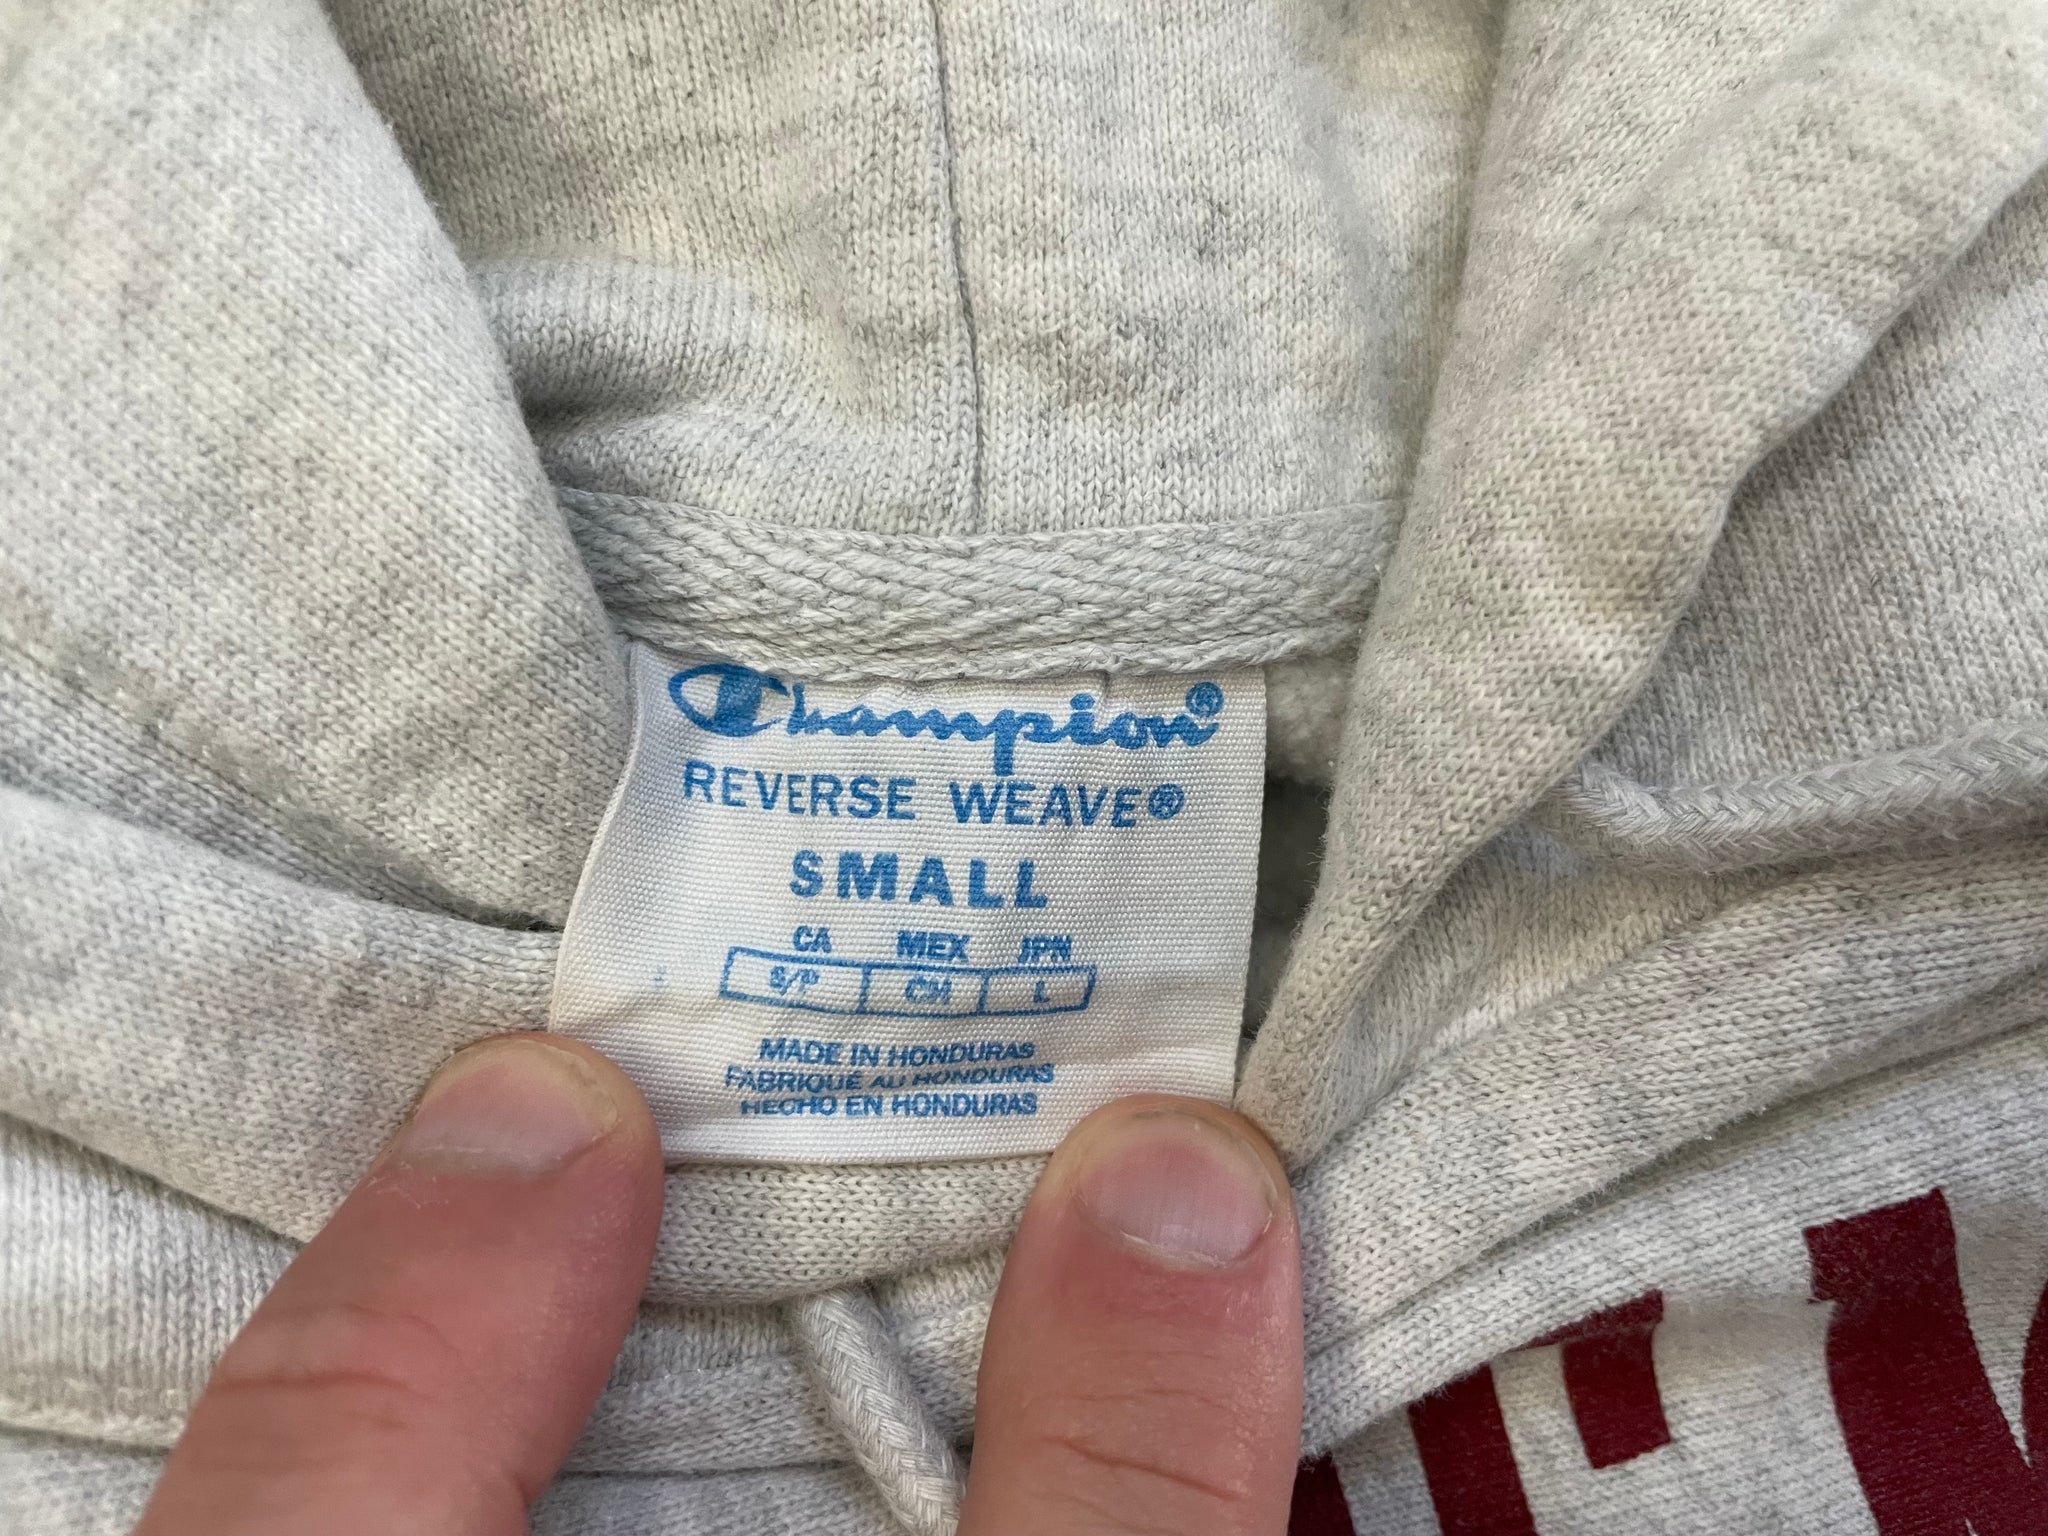 Champion®
REVERSE WEAVE®
SMALL
CA MEX JPN
S/P CH L
MADE IN HONDURAS
FABRIQUÉ AU HONDURAS
HECHO EN HONDURAS